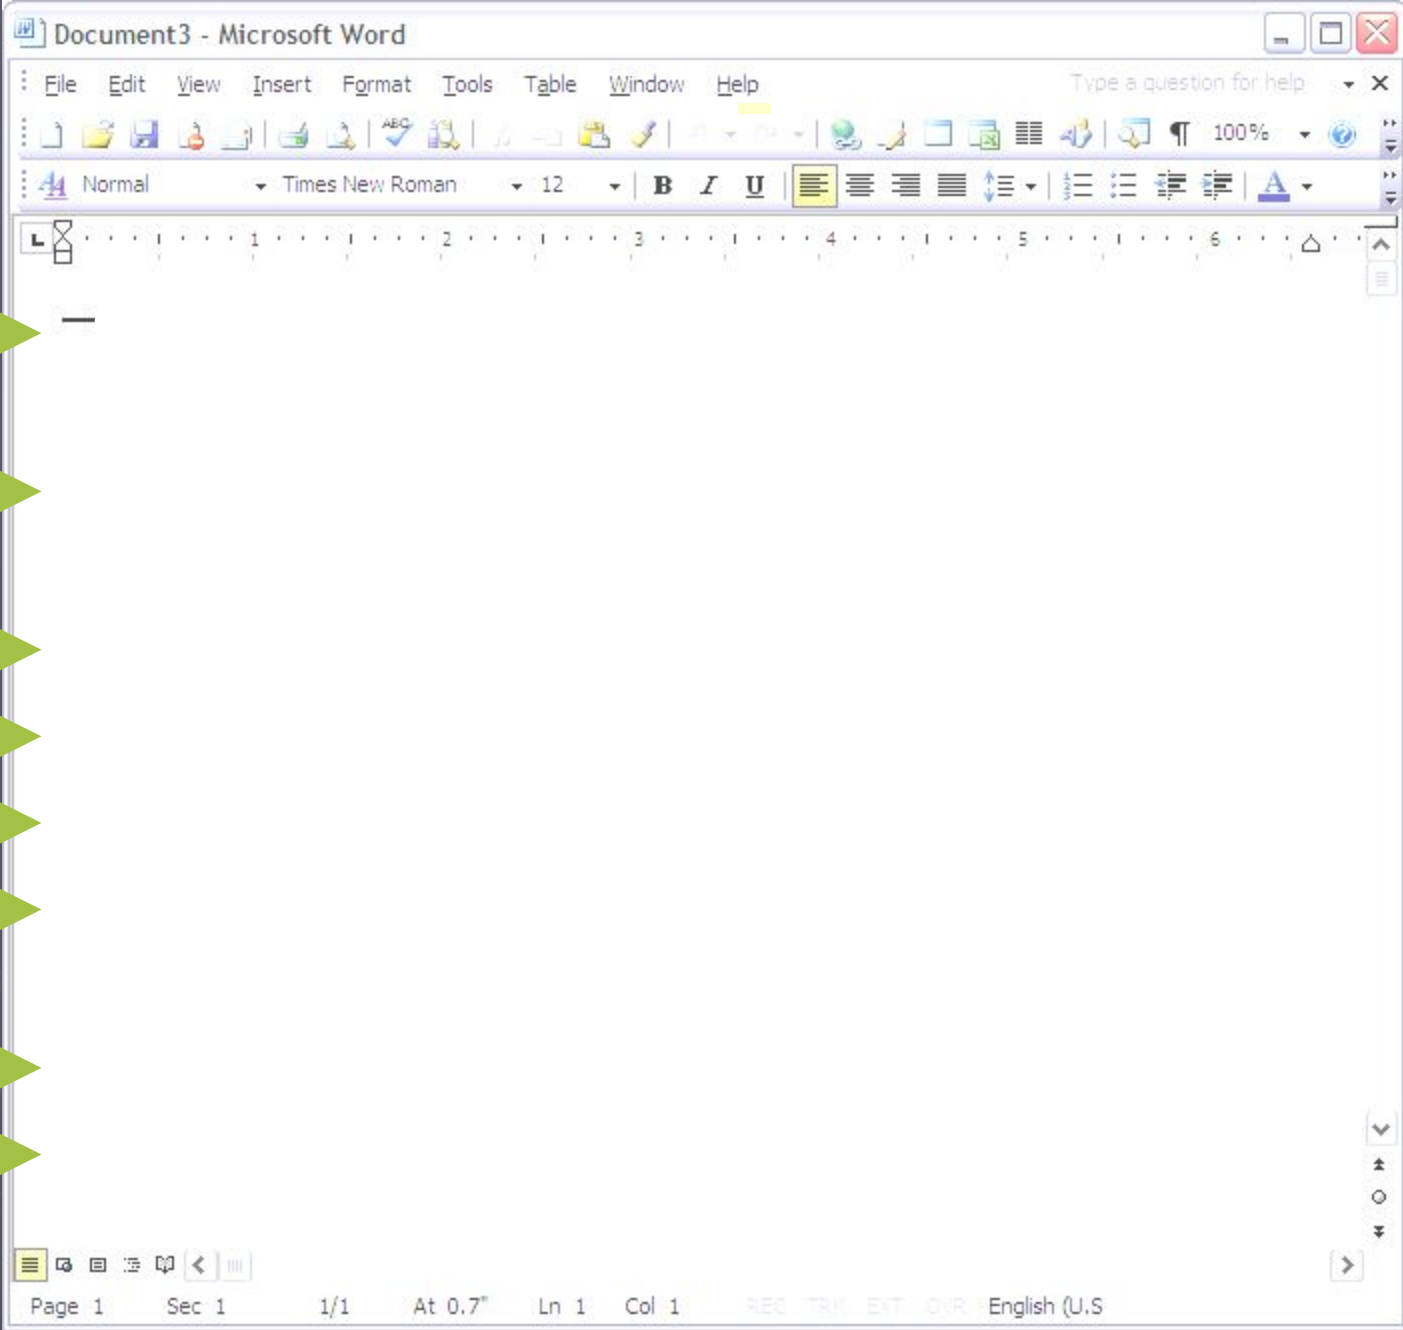 Document3 - Microsoft Word
File Edit View Insert Format Tools Table Window Help Type a question for help
ABC 100%
Normal Times New Roman 12 B I U A
1 2 3 4 5 6
Page 1 Sec 1 1/1 At 0.7" Ln 1 Col 1 REC TRK EXT OVR English (U.S